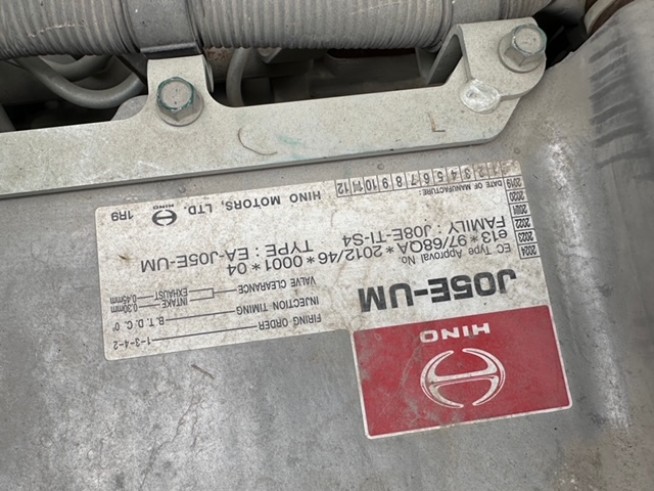 HINO
J05E-UM
EC Type Approval No
e13*97/68QA*2012/46*0001*04
FAMILY : J08E-TI-S4 TYPE : EA-J05E-UM
DATE OF MANUFACTURE : 1 2 3 4 5 6 7 8 9 10 11 12
2019 2020 2021 2022 2023 2024
FIRING ORDER 1-3-4-2
INJECTION TIMING B. T. D. C. 0°
VALVE CLEARANCE INTAKE 0.30mm
EXHAUST 0.45mm
HINO MOTORS, LTD.
1R9
L